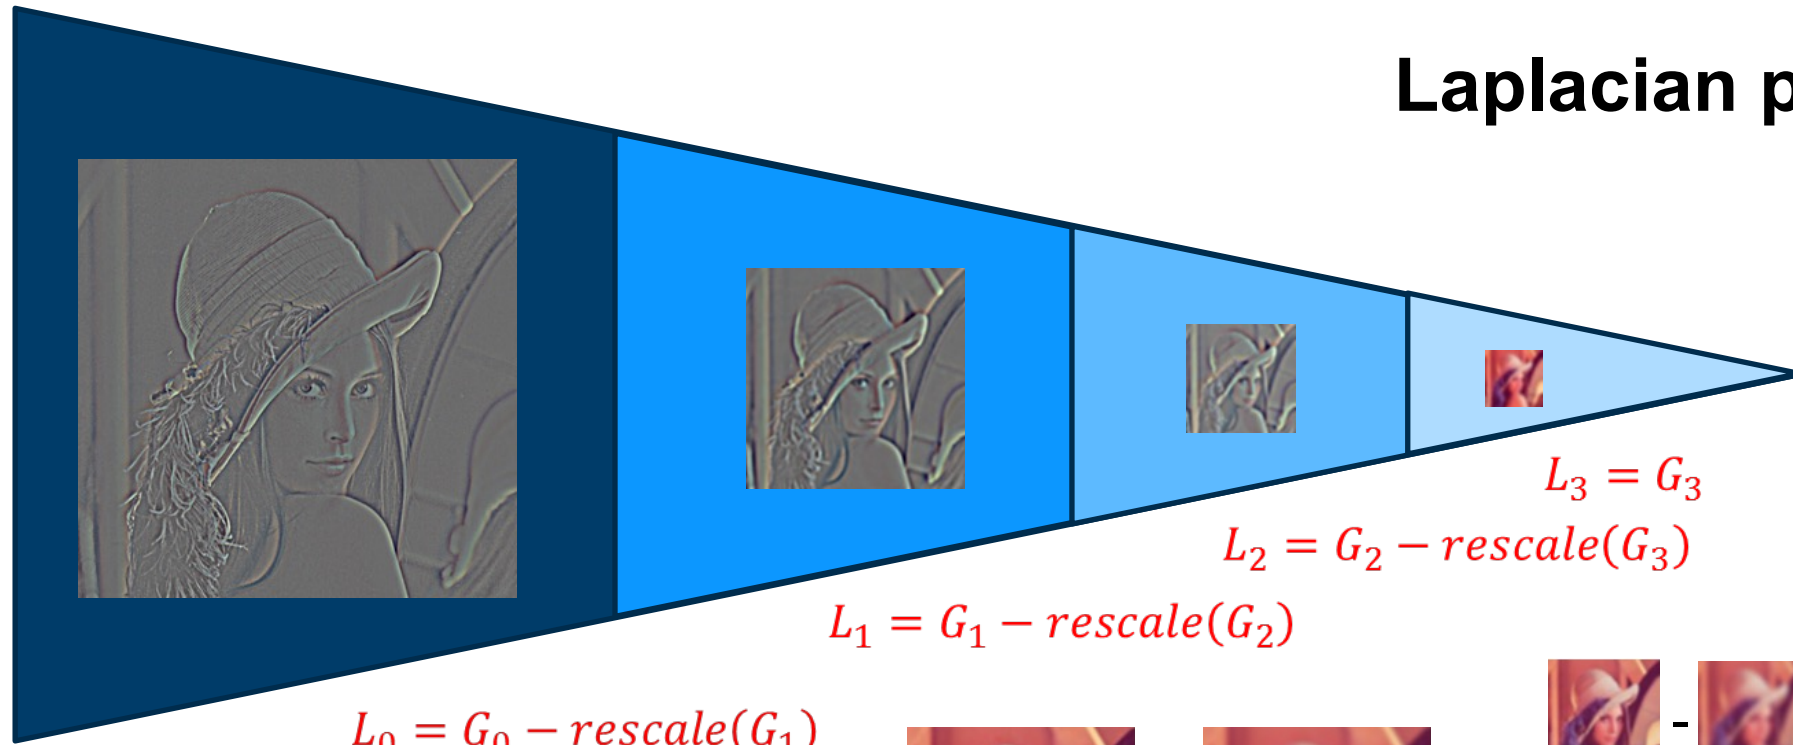 Laplacian p
L₃ = G₃
L₂ = G₂ − rescale(G₃)
L₁ = G₁ − rescale(G₂)
L₀ = G₀ − rescale(G₁)
-